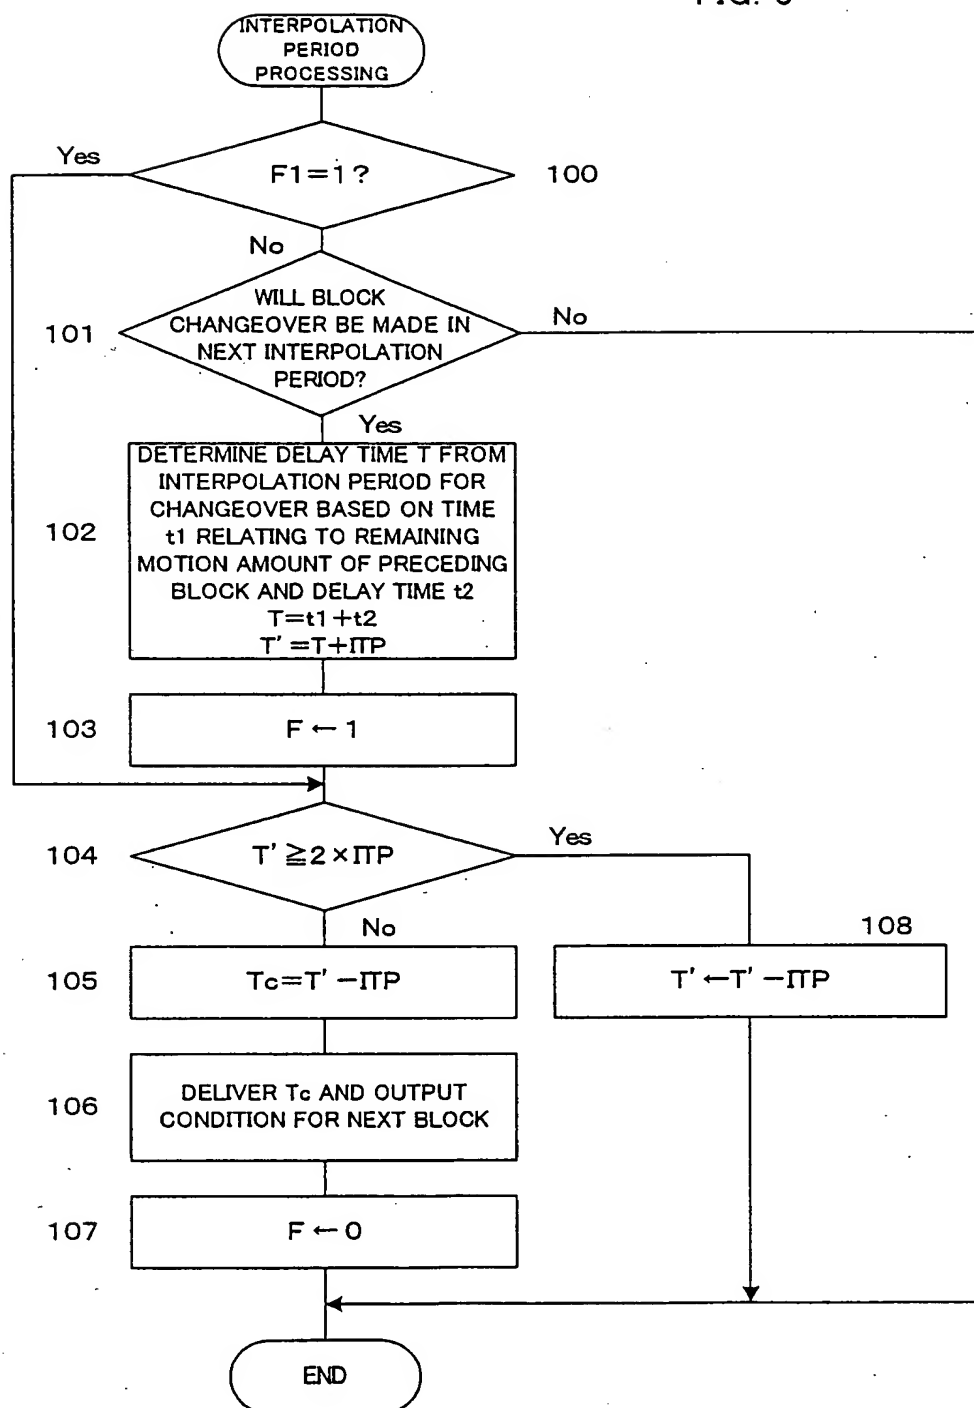 INTERPOLATION
PERIOD
PROCESSING
Yes
F1=1?
100
No
WILL BLOCK
CHANGEOVER BE MADE IN
NEXT INTERPOLATION
PERIOD?
101
No
Yes
DETERMINE DELAY TIME T FROM
INTERPOLATION PERIOD FOR
CHANGEOVER BASED ON TIME
t1 RELATING TO REMAINING
MOTION AMOUNT OF PRECEDING
BLOCK AND DELAY TIME t2
T=t1+t2
T' =T+ITP
102
103
F ← 1
104
T' ≧2 × ITP
Yes
No
108
105
Tc=T' −ITP
T' ←T' −ITP
106
DELIVER Tc AND OUTPUT
CONDITION FOR NEXT BLOCK
107
F ← 0
END